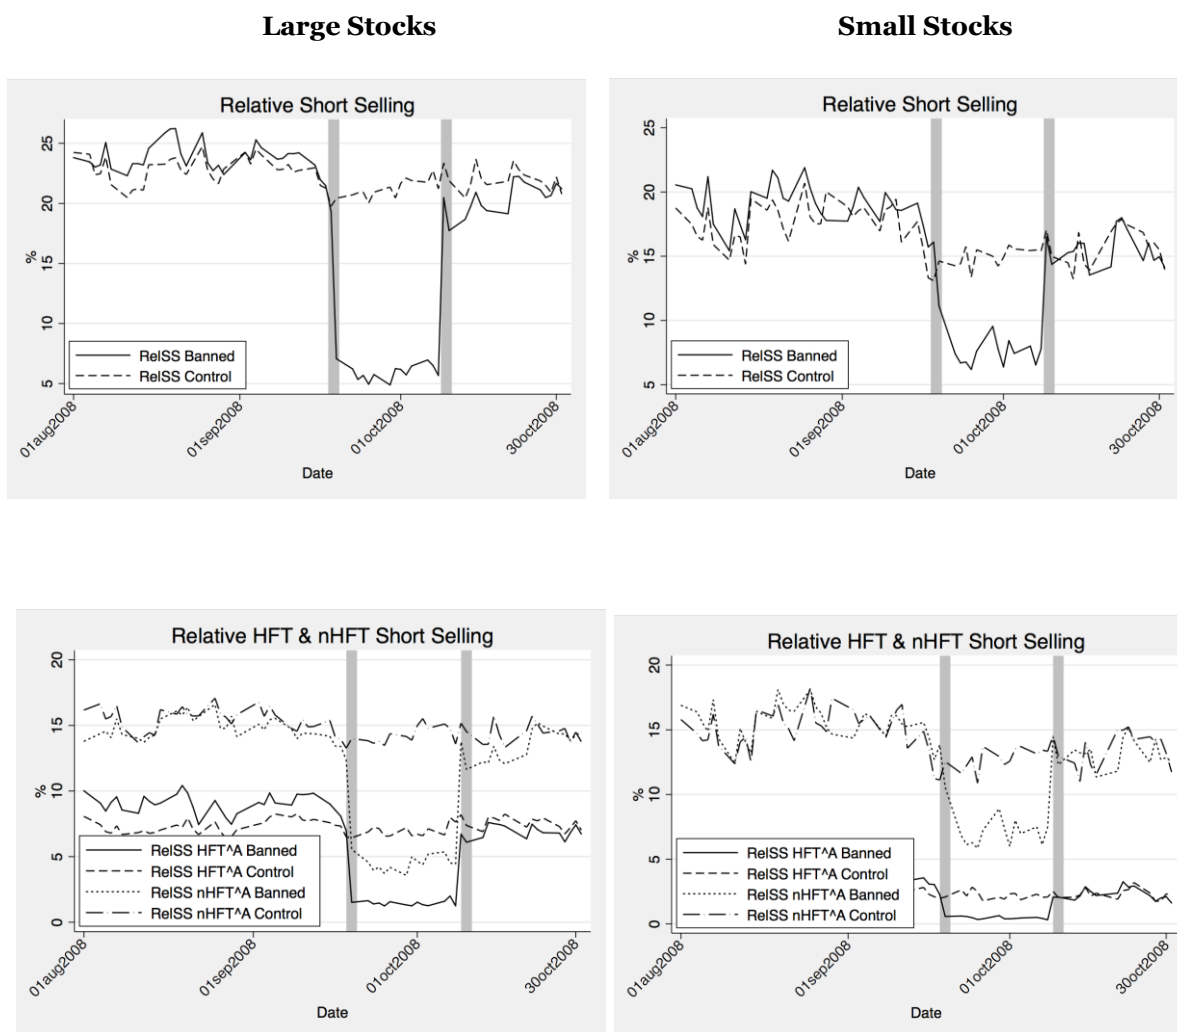 Large Stocks
Small Stocks
Relative Short Selling
25
20
15
10
5
%
RelSS Banned
RelSS Control
01aug2008
01sep2008
01oct2008
30oct2008
Date
Relative Short Selling
25
20
15
10
5
%
RelSS Banned
RelSS Control
01aug2008
01sep2008
01oct2008
30oct2008
Date
Relative HFT & nHFT Short Selling
20
15
10
5
0
%
RelSS HFT^A Banned
RelSS HFT^A Control
RelSS nHFT^A Banned
RelSS nHFT^A Control
01aug2008
01sep2008
01oct2008
30oct2008
Date
Relative HFT & nHFT Short Selling
20
15
10
5
0
%
RelSS HFT^A Banned
RelSS HFT^A Control
RelSS nHFT^A Banned
RelSS nHFT^A Control
01aug2008
01sep2008
01oct2008
30oct2008
Date